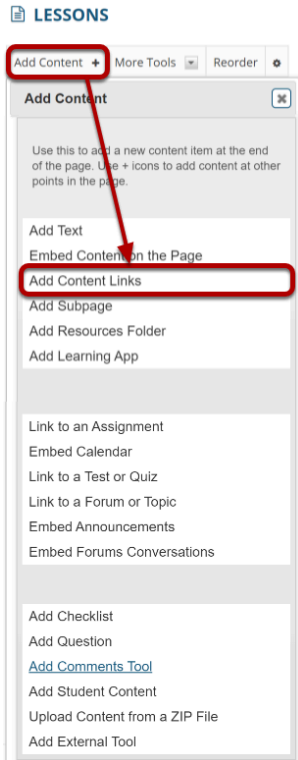 LESSONS
Add Content + More Tools Reorder
Add Content
Use this to add a new content item at the end
of the page. Use + icons to add content at other
points in the page.
Add Text
Embed Content on the Page
Add Content Links
Add Subpage
Add Resources Folder
Add Learning App
Link to an Assignment
Embed Calendar
Link to a Test or Quiz
Link to a Forum or Topic
Embed Announcements
Embed Forums Conversations
Add Checklist
Add Question
Add Comments Tool
Add Student Content
Upload Content from a ZIP File
Add External Tool